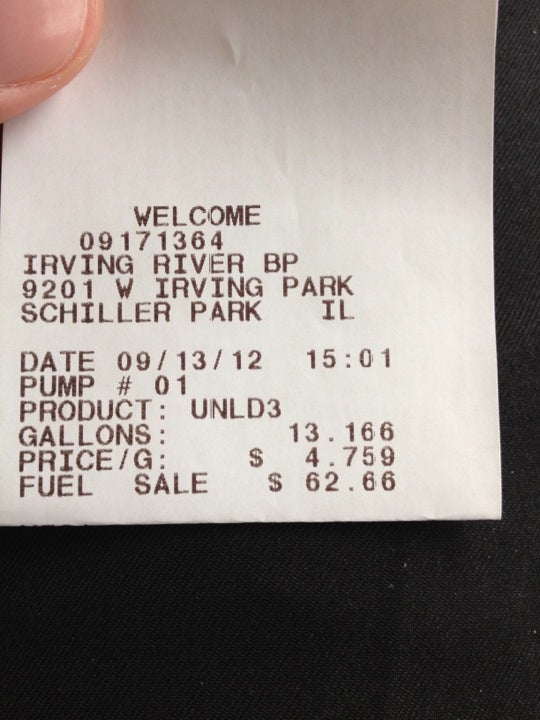 WELCOME
09171364
IRVING RIVER BP
9201 W IRVING PARK
SCHILLER PARK IL
DATE 09/13/12 15:01
PUMP # 01
PRODUCT: UNLD3
GALLONS: 13.166
PRICE/G: $ 4.759
FUEL SALE $ 62.66